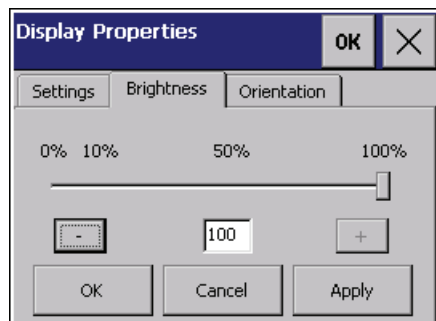 Display Properties OK
Settings Brightness Orientation
0% 10% 50% 100%
- 100 +
OK Cancel Apply